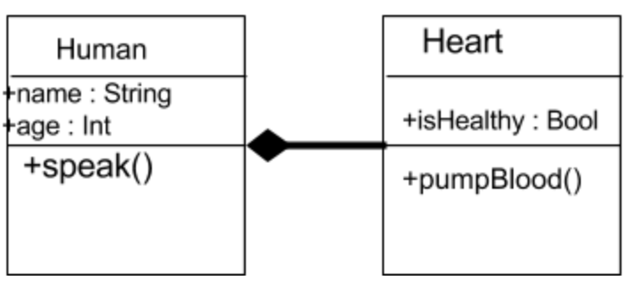 Human
+name : String
+age : Int
+speak()
Heart
+isHealthy : Bool
+pumpBlood()